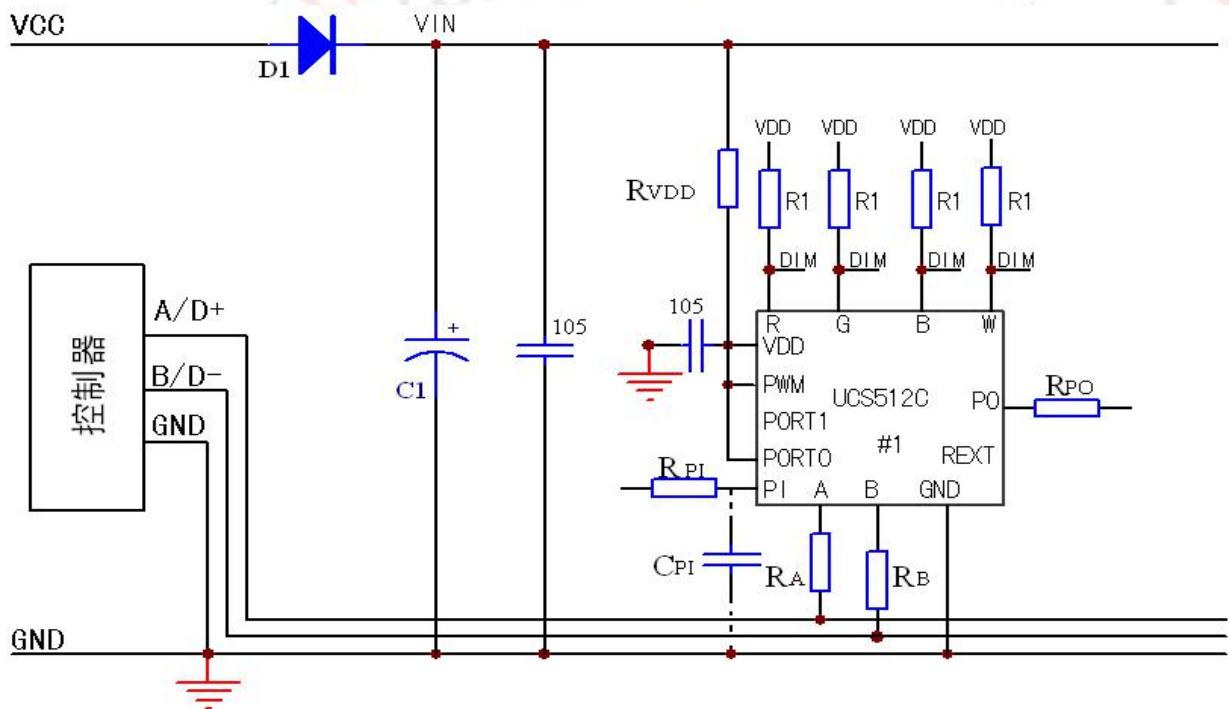 VCC
VIN
D1
VDD VDD VDD VDD
RVDD
R1 R1 R1 R1
DIM DIM DIM DIM
控制器
A/D+
B/D-
GND
C1
+
105
105
R G B W
VDD
PWM
PORT1
PORT0
PI A B GND
UCS512C
#1
PO
REXT
RPO
RPI
CPI
RA
RB
GND